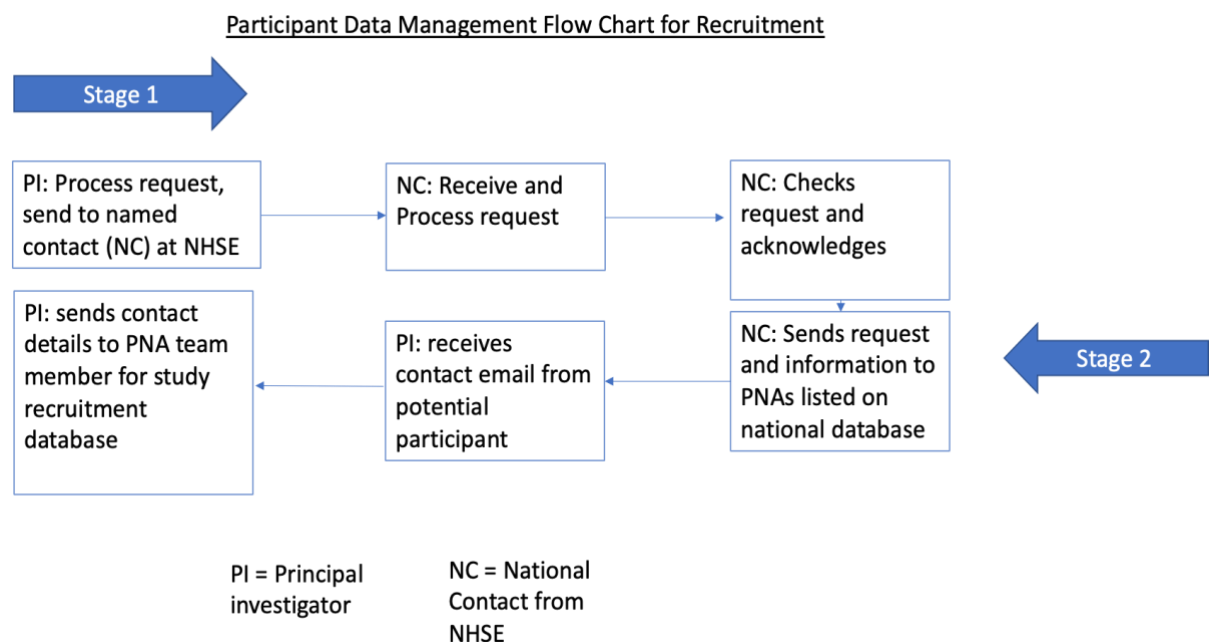 Participant Data Management Flow Chart for Recruitment
Stage 1
PI: Process request,
send to named
contact (NC) at NHSE
NC: Receive and
Process request
NC: Checks
request and
acknowledges
NC: Sends request
and information to
PNAs listed on
national database
Stage 2
PI: receives
contact email from
potential
participant
PI: sends contact
details to PNA team
member for study
recruitment
database
PI = Principal
investigator
NC = National
Contact from
NHSE